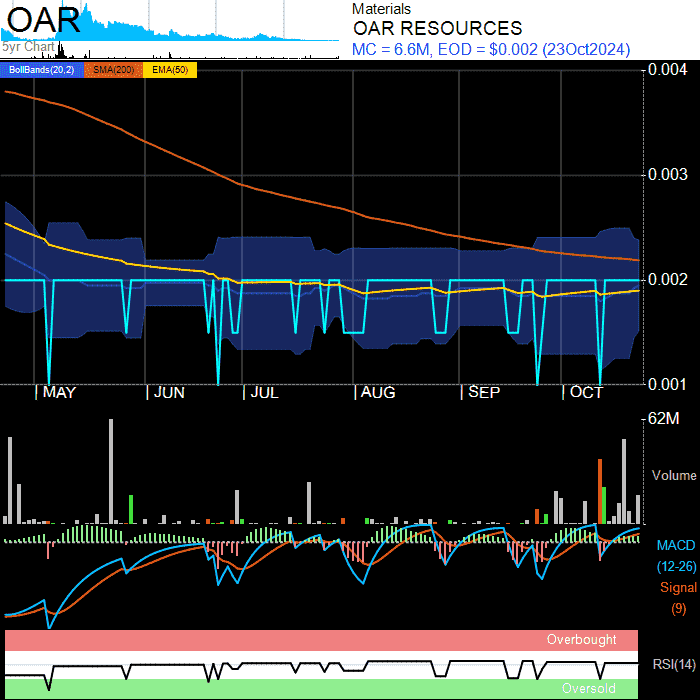 OAR
5yr Chart
Materials
OAR RESOURCES
MC = 6.6M, EOD = $0.002 (23Oct2024)
BollBands(20,2) SMA(200) EMA(50)
0.004
0.003
0.002
0.001
MAY JUN JUL AUG SEP OCT
62M
Volume
MACD
(12-26)
Signal
(9)
Overbought
RSI(14)
Oversold